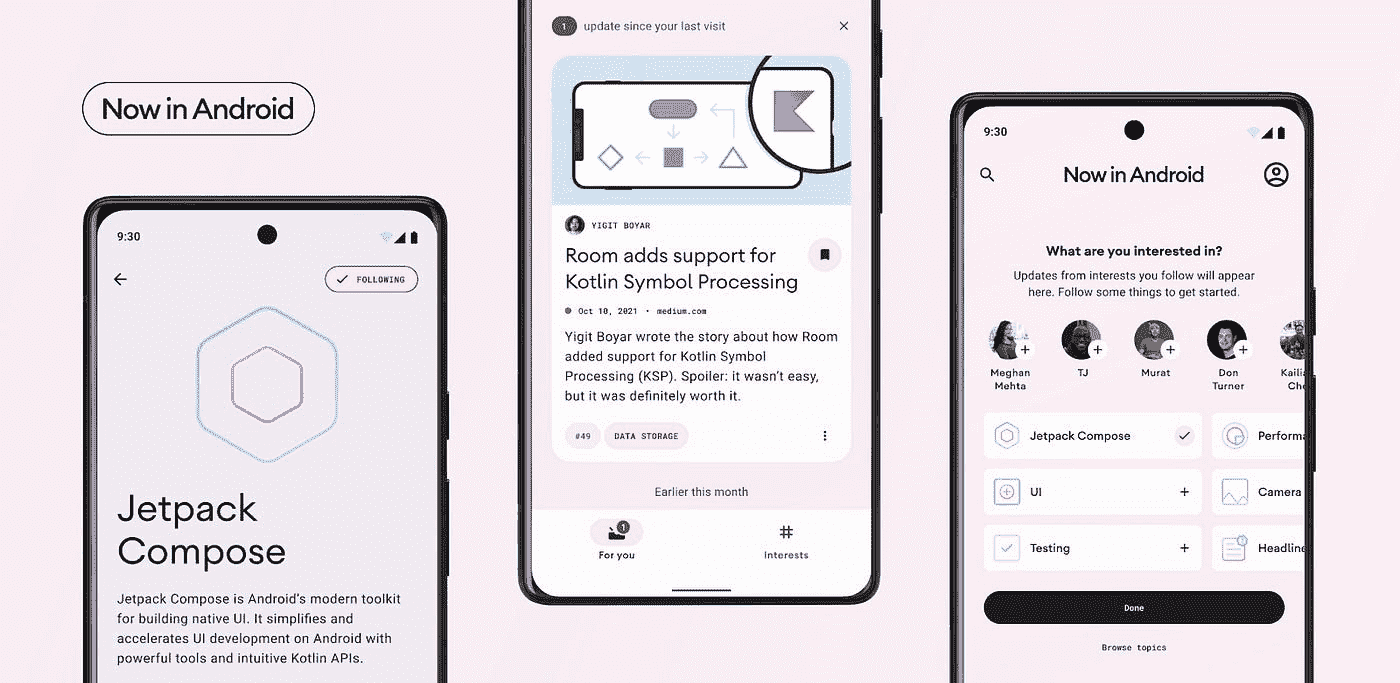 Now in Android
9:30
FOLLOWING
Jetpack
Compose
Jetpack Compose is Android's modern toolkit
for building native UI. It simplifies and
accelerates UI development on Android with
powerful tools and intuitive Kotlin APIs.
1 update since your last visit
YIGIT BOYAR
Room adds support for
Kotlin Symbol Processing
Oct 10, 2021 • medium.com
Yigit Boyar wrote the story about how Room
added support for Kotlin Symbol
Processing (KSP). Spoiler: it wasn't easy,
but it was definitely worth it.
#49 DATA STORAGE
Earlier this month
1
For you Interests
9:30
Now in Android
What are you interested in?
Updates from interests you follow will appear
here. Follow some things to get started.
Meghan
Mehta
TJ
Murat
Don
Turner
Kaili
Che
Jetpack Compose Performa
UI Camera
Testing Headline
Done
Browse topics